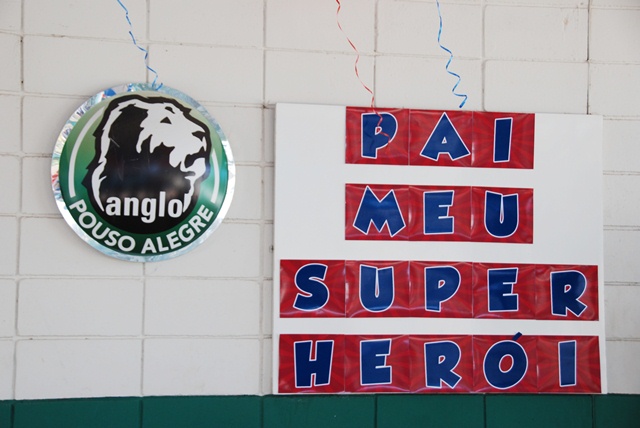 anglo
POUSO ALEGRE
PAI
MEU
SUPER
HERÓI